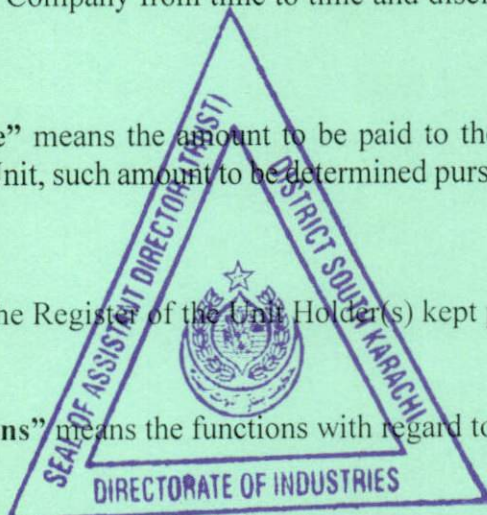 Company from time to time and discl
e” means the amount to be paid to the
Unit, such amount to be determined purs
he Register of the Unit Holder(s) kept
ns” means the functions with regard to
SEAL OF ASSISTANT DIRECTOR (TRUST)
DISTRICT SOUTH KARACHI
DIRECTORATE OF INDUSTRIES